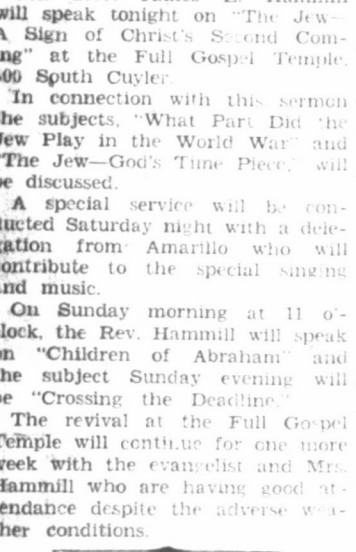 will speak tonight on "The Jew—
A Sign of Christ's Second Com-
ng" at the Full Gospel Temple,
500 South Cuyler.
In connection with this sermon
he subjects, "What Part Did the
Jew Play in the World War" and
"The Jew—God's Time Piece," will
be discussed.
A special service will be con-
ducted Saturday night with a dele-
gation from Amarillo who will
contribute to the special singing
and music.
On Sunday morning at 11 o'-
clock, the Rev. Hammill will speak
on "Children of Abraham" and
the subject Sunday evening will
be "Crossing the Deadline."
The revival at the Full Gospel
Temple will continue for one more
week with the evangelist and Mrs.
Hammill who are having good at-
endance despite the adverse wea-
ther conditions.